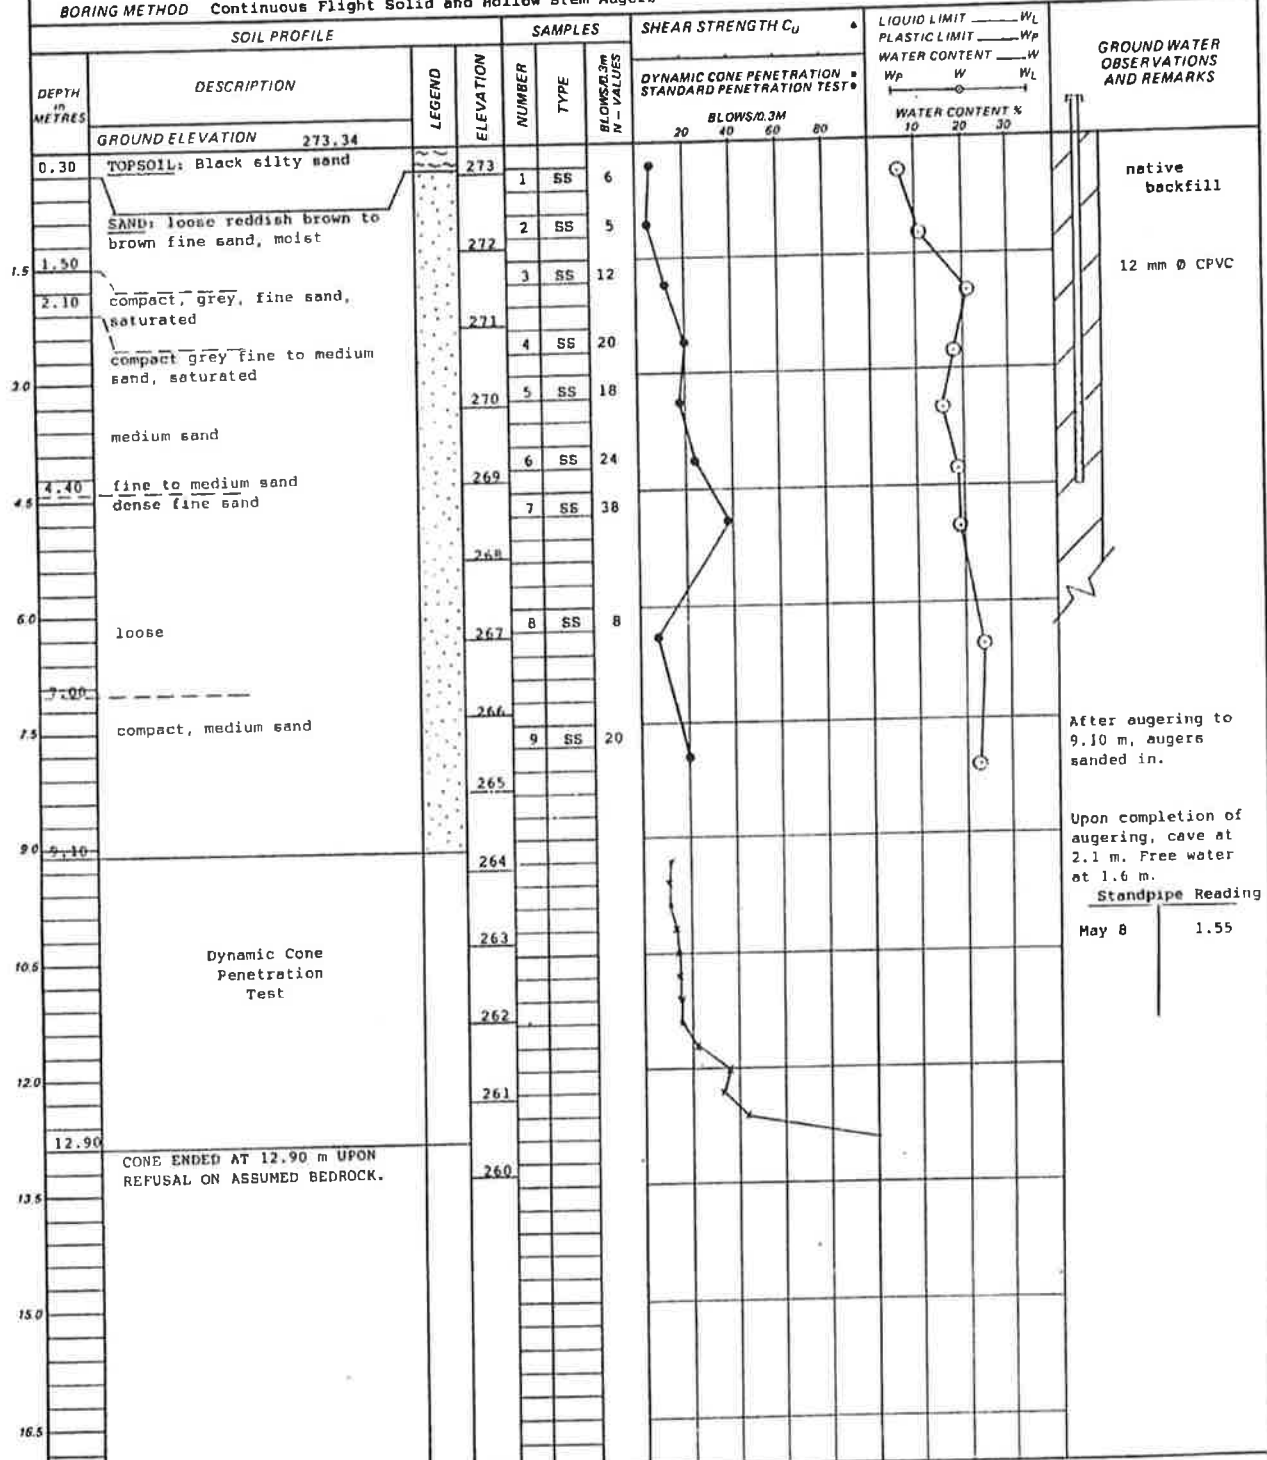 BORING METHOD Continuous Flight Solid and Hollow Stem Augers
SOIL PROFILE
SAMPLES
SHEAR STRENGTH Cu
LIQUID LIMIT WL
PLASTIC LIMIT WP
WATER CONTENT W
GROUND WATER
OBSERVATIONS
AND REMARKS
DEPTH
in
METRES
DESCRIPTION
LEGEND
ELEVATION
NUMBER
TYPE
BLOWS/0.3m
N-VALUES
DYNAMIC CONE PENETRATION
STANDARD PENETRATION TEST
BLOWS/0.3M
20 40 60 80
WP W WL
WATER CONTENT %
10 20 30
GROUND ELEVATION 273.34
0.30 TOPSOIL: Black silty sand
273
1 SS 6
native
backfill
SAND: loose reddish brown to
brown fine sand, moist
2 SS 5
272
1.5 1.50
3 SS 12
12 mm Ø CPVC
2.10 compact, grey, fine sand,
saturated
271
4 SS 20
compact grey fine to medium
sand, saturated
3.0
270
5 SS 18
medium sand
6 SS 24
269
4.40 fine to medium sand
4.5 dense fine sand
7 SS 38
268
6.0
8 SS 8
loose
267
7.00
266
compact, medium sand
7.5
9 SS 20
After augering to
9.10 m, augers
sanded in.
265
Upon completion of
augering, cave at
2.1 m. Free water
at 1.6 m.
9.0 9.10
264
Standpipe Reading
May 8 1.55
263
Dynamic Cone
Penetration
Test
10.5
262
12.0
261
12.90
CONE ENDED AT 12.90 m UPON
REFUSAL ON ASSUMED BEDROCK.
260
13.5
15.0
16.5